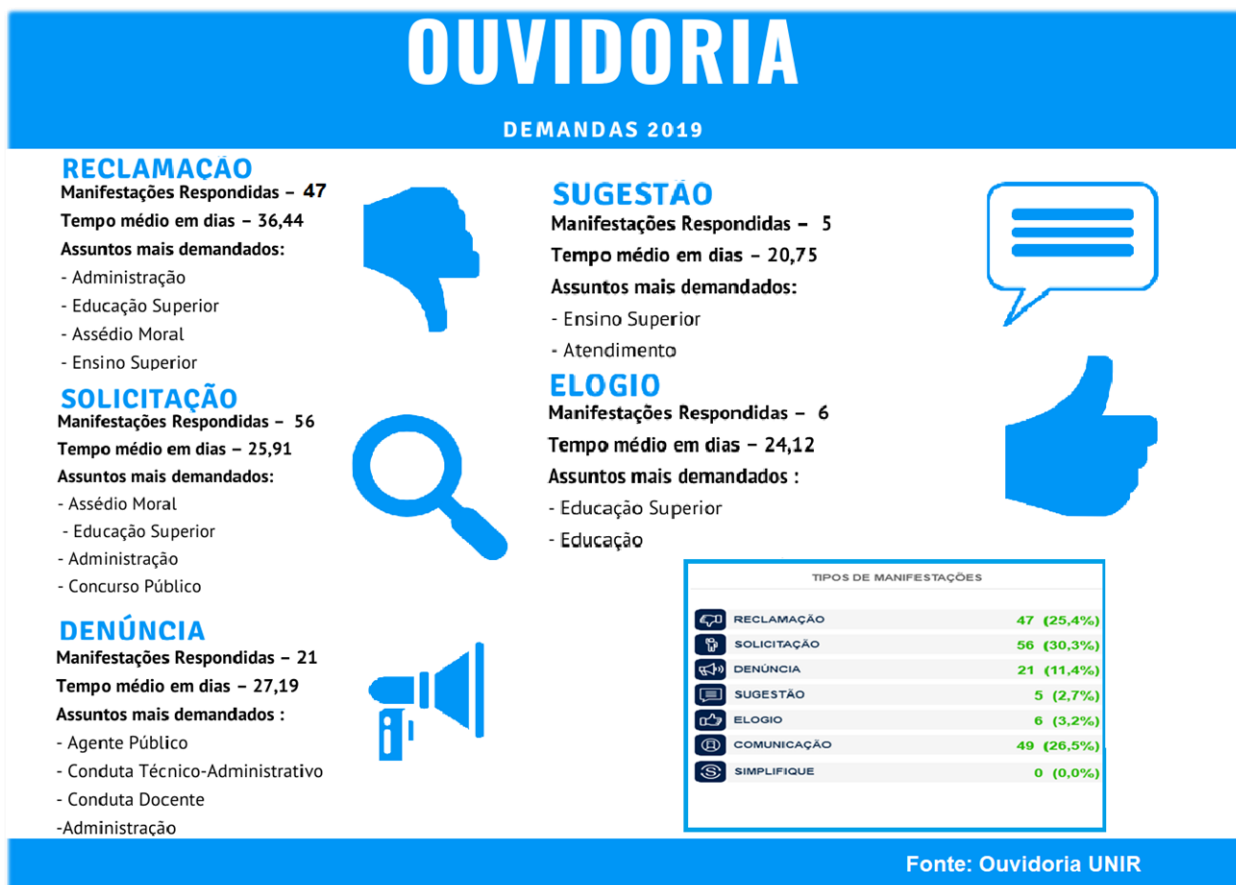 OUVIDORIA
DEMANDAS 2019
RECLAMAÇÃO
Manifestações Respondidas – 47
Tempo médio em dias – 36,44
Assuntos mais demandados:
- Administração
- Educação Superior
- Assédio Moral
- Ensino Superior
SOLICITAÇÃO
Manifestações Respondidas – 56
Tempo médio em dias – 25,91
Assuntos mais demandados:
- Assédio Moral
- Educação Superior
- Administração
- Concurso Público
DENÚNCIA
Manifestações Respondidas – 21
Tempo médio em dias – 27,19
Assuntos mais demandados :
- Agente Público
- Conduta Técnico-Administrativo
- Conduta Docente
-Administração
SUGESTÃO
Manifestações Respondidas – 5
Tempo médio em dias – 20,75
Assuntos mais demandados:
- Ensino Superior
- Atendimento
ELOGIO
Manifestações Respondidas – 6
Tempo médio em dias – 24,12
Assuntos mais demandados :
- Educação Superior
- Educação
TIPOS DE MANIFESTAÇÕES
RECLAMAÇÃO 47 (25,4%)
SOLICITAÇÃO 56 (30,3%)
DENÚNCIA 21 (11,4%)
SUGESTÃO 5 (2,7%)
ELOGIO 6 (3,2%)
COMUNICAÇÃO 49 (26,5%)
SIMPLIFIQUE 0 (0,0%)
Fonte: Ouvidoria UNIR